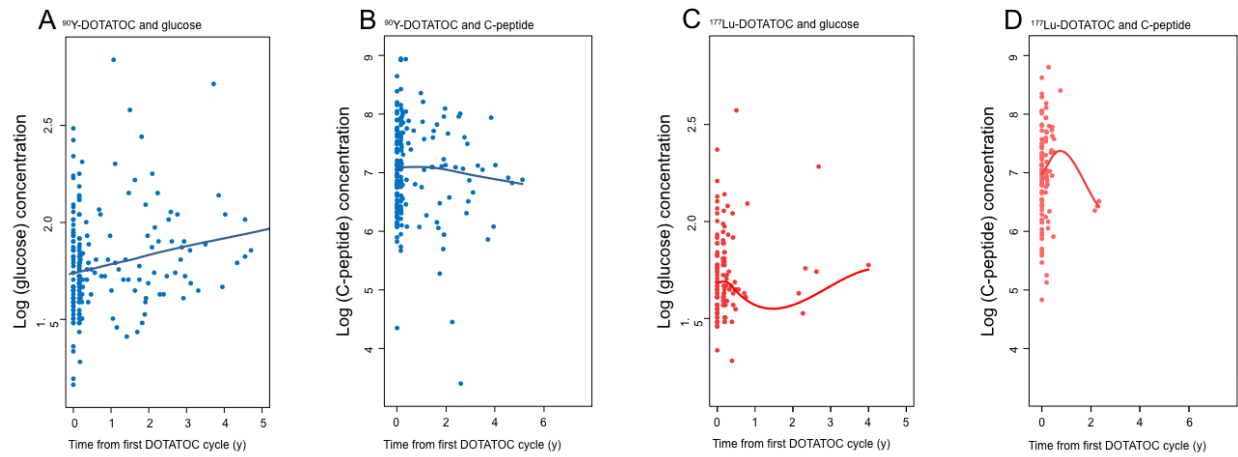 A
⁹⁰Y-DOTATOC and glucose
Log (glucose) concentration
2.5
2.0
1.
5
0 1 2 3 4 5
Time from first DOTATOC cycle (y)
B
⁹⁰Y-DOTATOC and C-peptide
Log (C-peptide) concentration
9
8
7
6
5
4
0 2 4 6
Time from first DOTATOC cycle (y)
C
¹⁷⁷Lu-DOTATOC and glucose
Log (glucose) concentration
2.5
2.0
1.
5
0 1 2 3 4 5
Time from first DOTATOC cycle (y)
D
¹⁷⁷Lu-DOTATOC and C-peptide
Log (C-peptide) concentration
9
8
7
6
5
4
0 2 4 6
Time from first DOTATOC cycle (y)